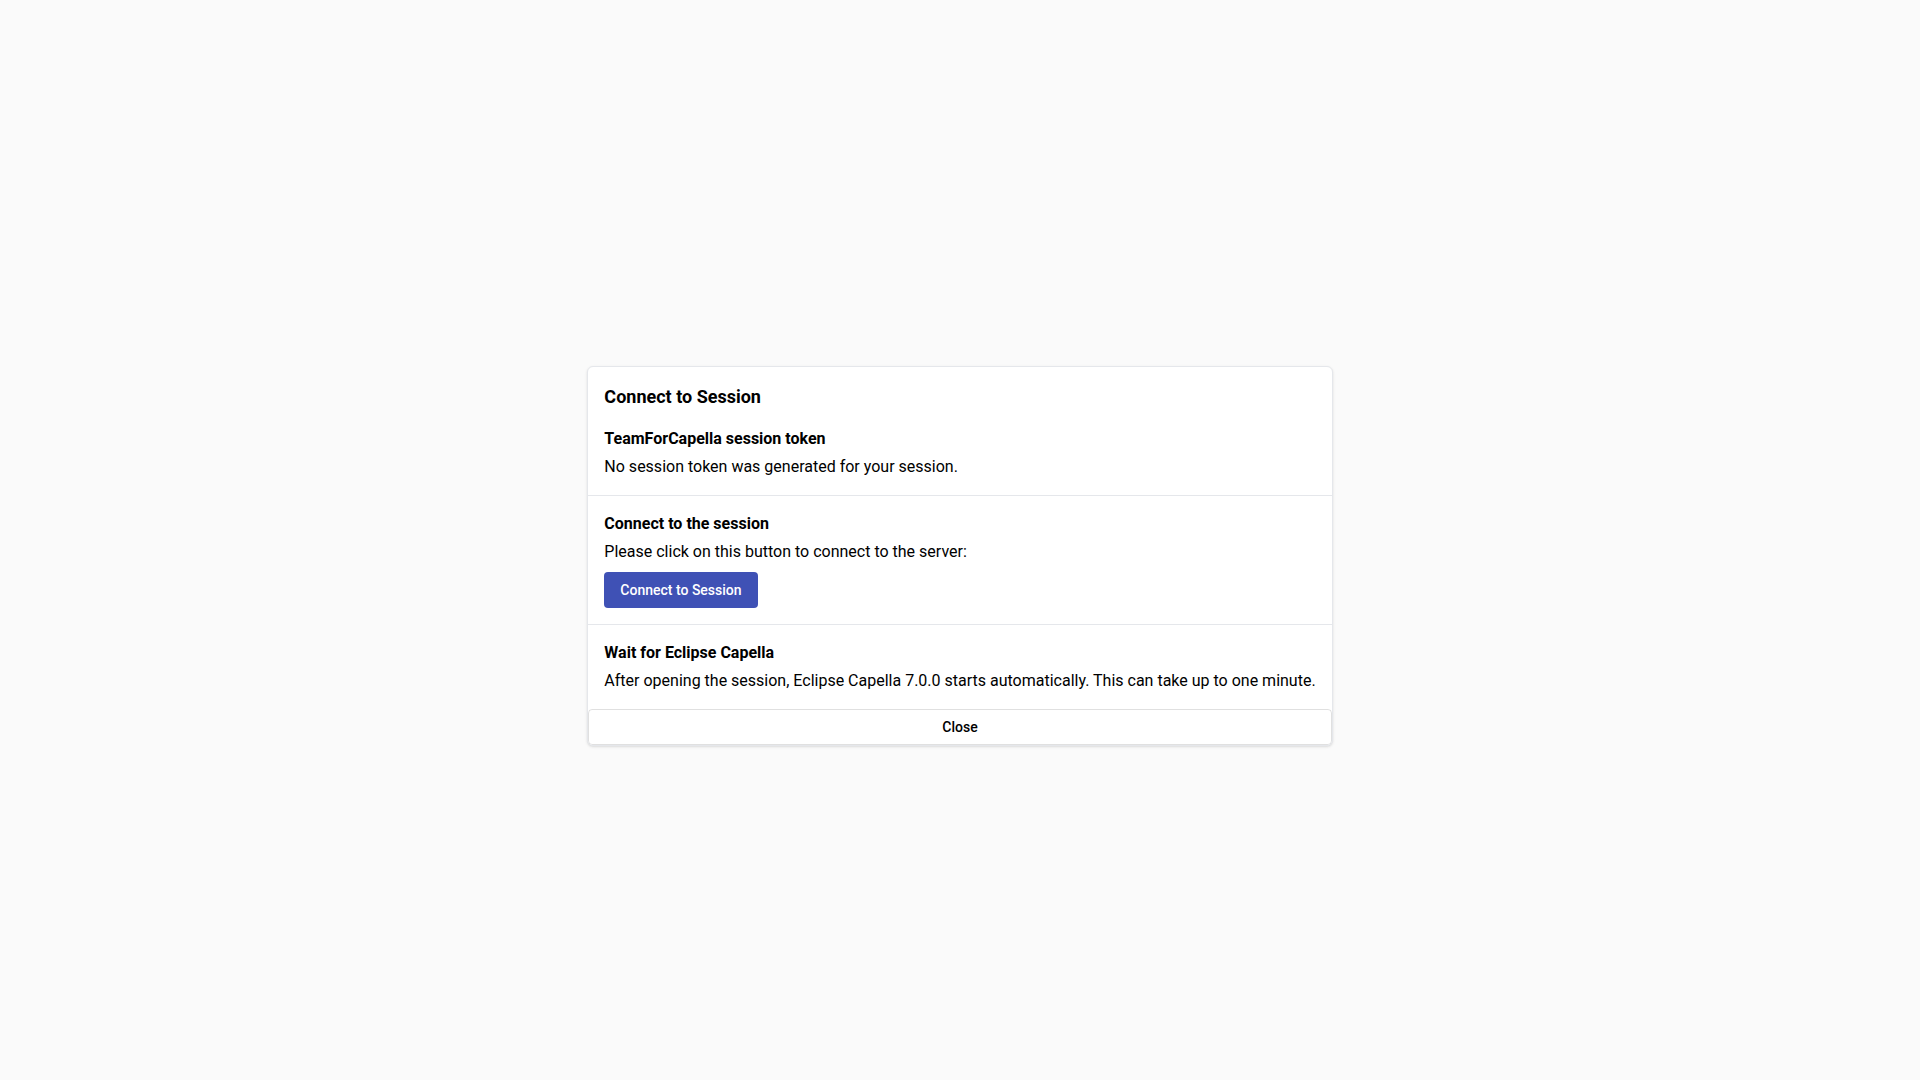 Connect to Session
TeamForCapella session token
No session token was generated for your session.
Connect to the session
Please click on this button to connect to the server:
Connect to Session
Wait for Eclipse Capella
After opening the session, Eclipse Capella 7.0.0 starts automatically. This can take up to one minute.
Close